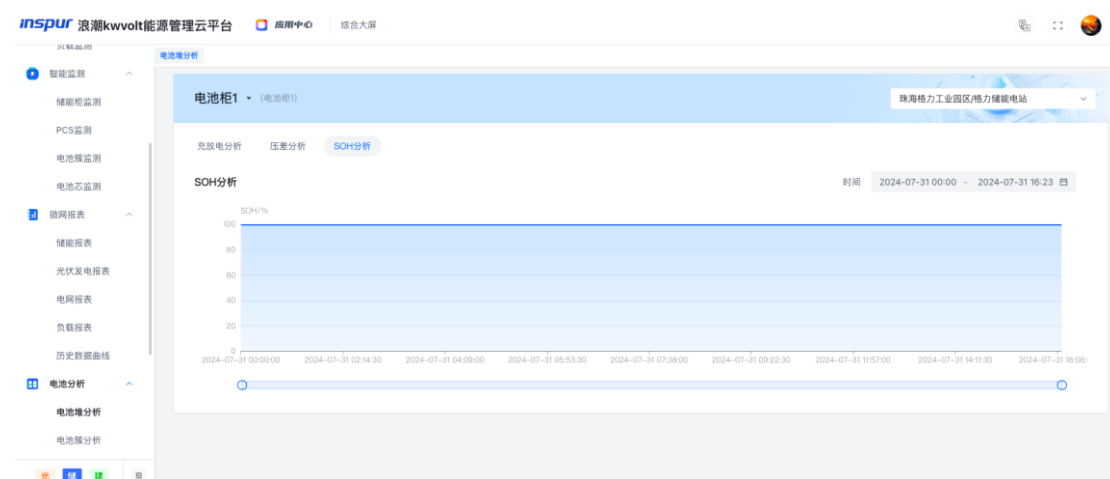 inspur 浪潮kwvolt能源管理云平台 应用中心 综合大屏
负载监测
智能监测
储能柜监测
PCS监测
电池簇监测
电池芯监测
微网报表
储能报表
光伏发电报表
电网报表
负载报表
历史数据曲线
电池分析
电池堆分析
电池簇分析
光 储 建
电池堆分析
电池柜1 (电池柜1) 珠海格力工业园区/格力储能电站
充放电分析 压差分析 SOH分析
SOH分析 时间 2024-07-31 00:00 - 2024-07-31 16:23
SOH/%
100
80
60
40
20
0
2024-07-31 00:00:00 2024-07-31 02:14:30 2024-07-31 04:09:00 2024-07-31 05:53:30 2024-07-31 07:38:00 2024-07-31 09:22:30 2024-07-31 11:57:00 2024-07-31 14:11:30 2024-07-31 16:06: